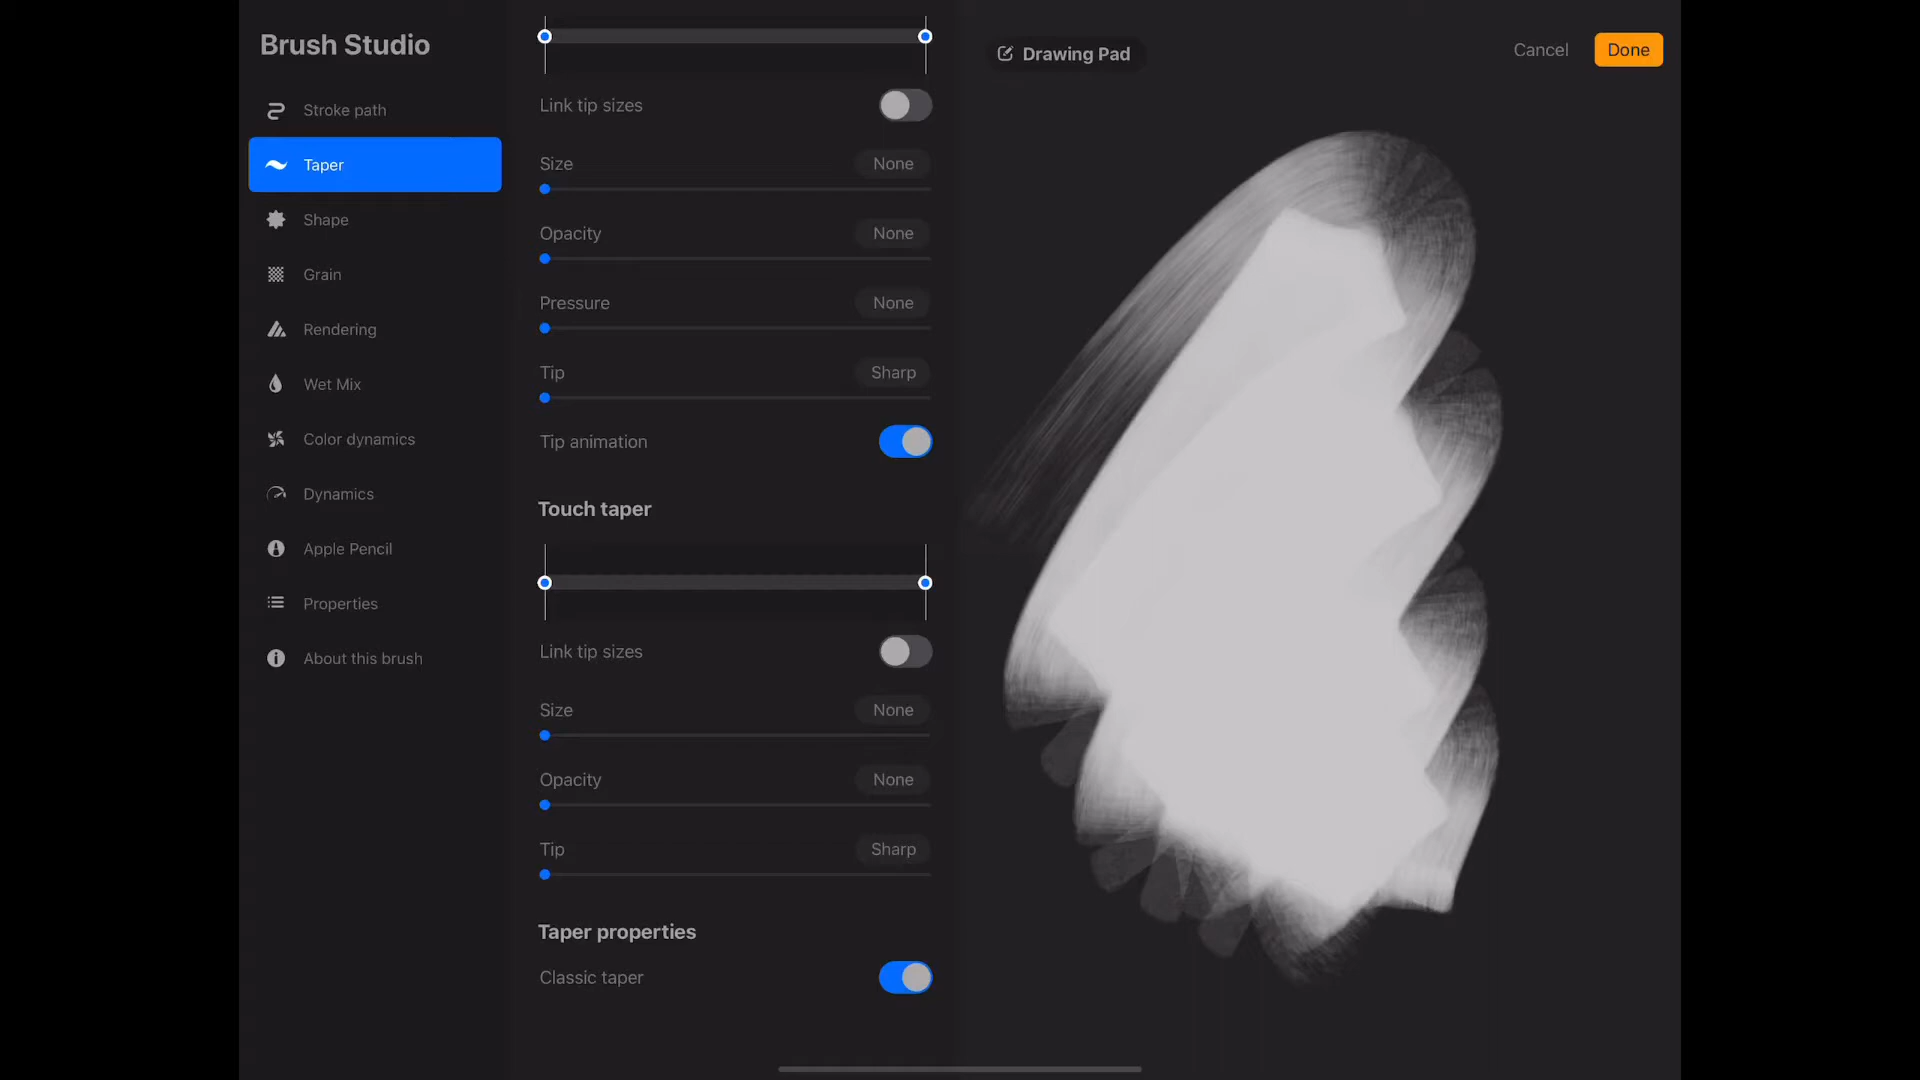 Brush Studio
Stroke path
Taper
Shape
Grain
Rendering
Wet Mix
Color dynamics
Dynamics
Apple Pencil
Properties
About this brush
Link tip sizes
Size None
Opacity None
Pressure None
Tip Sharp
Tip animation
Touch taper
Link tip sizes
Size None
Opacity None
Tip Sharp
Taper properties
Classic taper
Drawing Pad
Cancel
Done